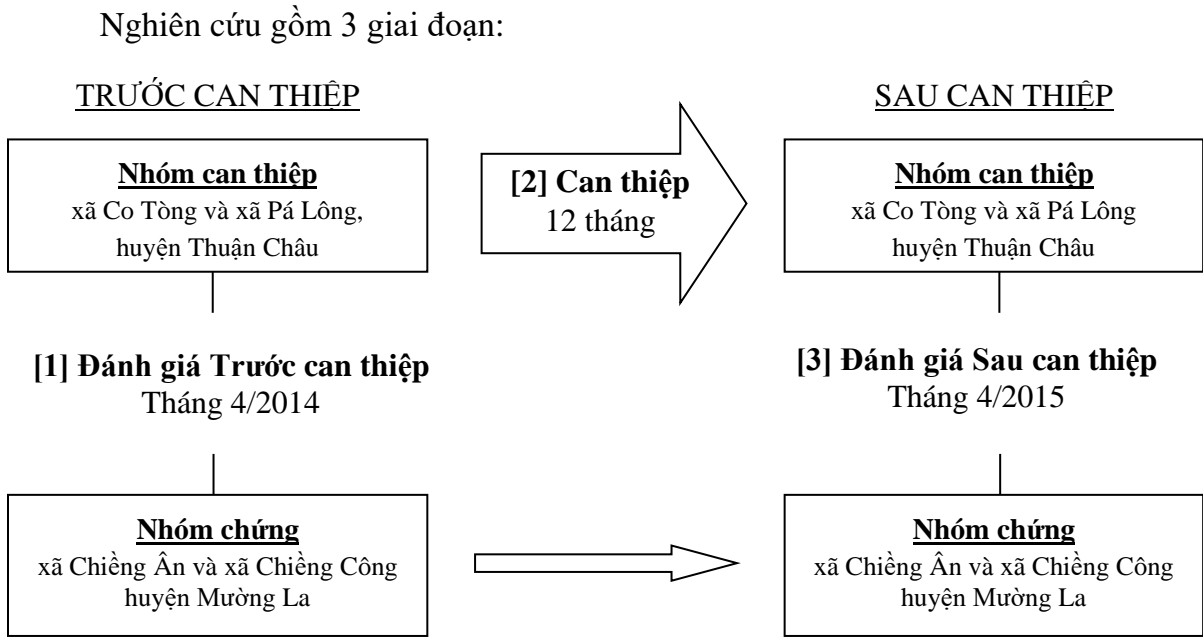 Nghiên cứu gồm 3 giai đoạn:
TRƯỚC CAN THIỆP
SAU CAN THIỆP
Nhóm can thiệp
xã Co Tòng và xã Pá Lông,
huyện Thuận Châu
[2] Can thiệp
12 tháng
Nhóm can thiệp
xã Co Tòng và xã Pá Lông
huyện Thuận Châu
[1] Đánh giá Trước can thiệp
Tháng 4/2014
[3] Đánh giá Sau can thiệp
Tháng 4/2015
Nhóm chứng
xã Chiềng Ân và xã Chiềng Công
huyện Mường La
Nhóm chứng
xã Chiềng Ân và xã Chiềng Công
huyện Mường La